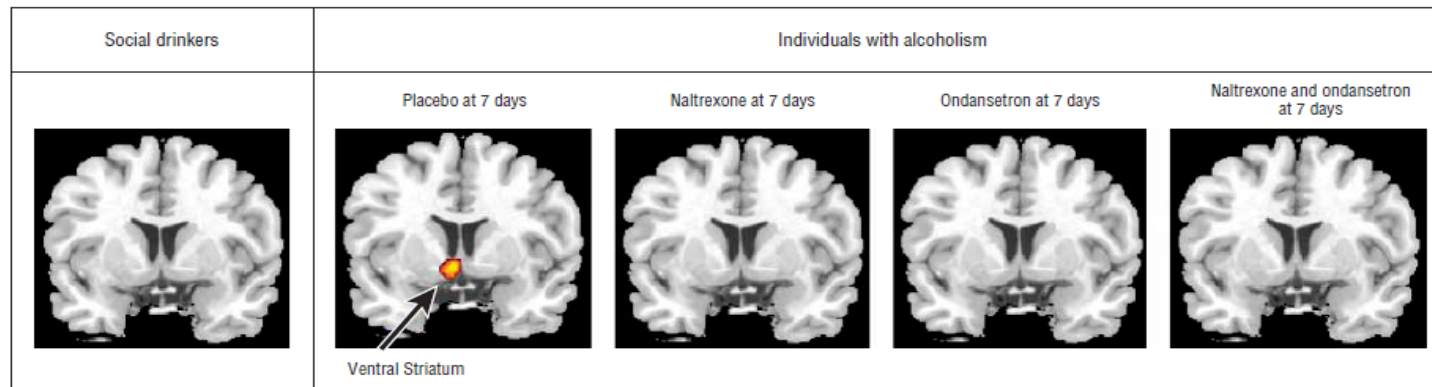 Social drinkers
Individuals with alcoholism
Placebo at 7 days
Naltrexone at 7 days
Ondansetron at 7 days
Naltrexone and ondansetron
at 7 days
Ventral Striatum